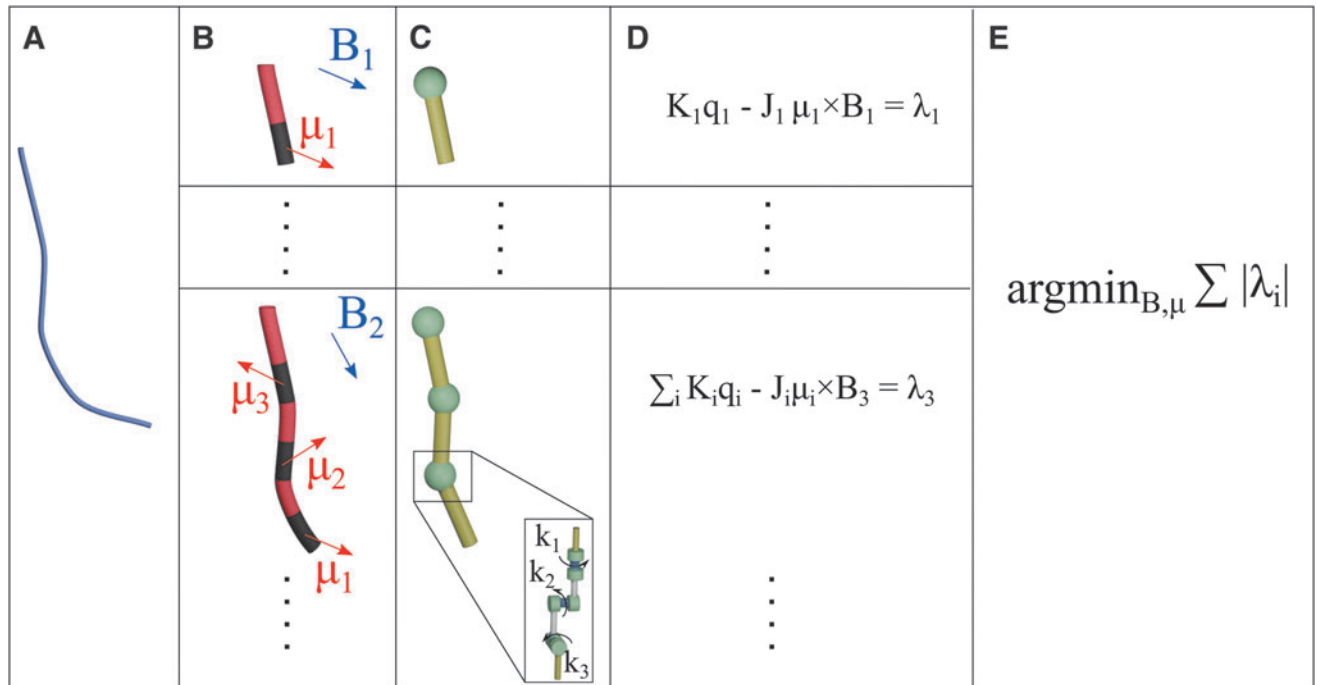 A
B
B₁
μ₁
C
D
K₁q₁ - J₁ μ₁×B₁ = λ₁
E
B₂
μ₃
μ₂
μ₁
k₁
k₂
k₃
∑ᵢ Kᵢqᵢ - Jᵢμᵢ×B₃ = λ₃
argmin_B,μ ∑ |λᵢ|